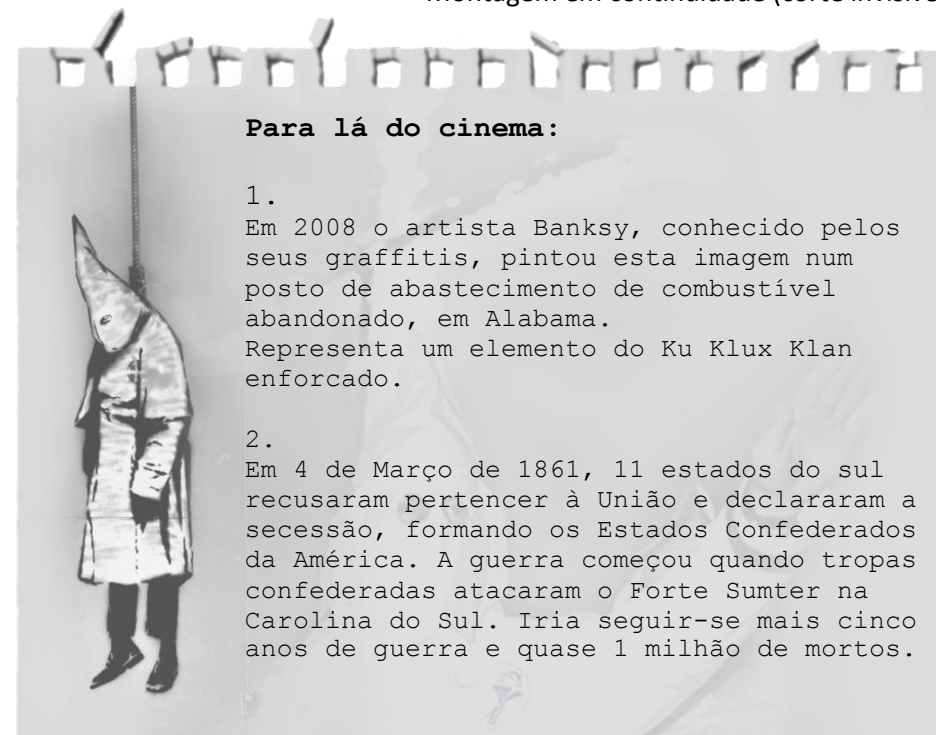 montagem em continuidade (corte
Para lá do cinema:
1.
Em 2008 o artista Banksy, conhecido pelos
seus graffitis, pintou esta imagem num
posto de abastecimento de combustível
abandonado, em Alabama.
Representa um elemento do Ku Klux Klan
enforcado.
2.
Em 4 de Março de 1861, 11 estados do sul
recusaram pertencer à União e declararam a
secessão, formando os Estados Confederados
da América. A guerra começou quando tropas
confederadas atacaram o Forte Sumter na
Carolina do Sul. Iria seguir-se mais cinco
anos de guerra e quase 1 milhão de mortos.